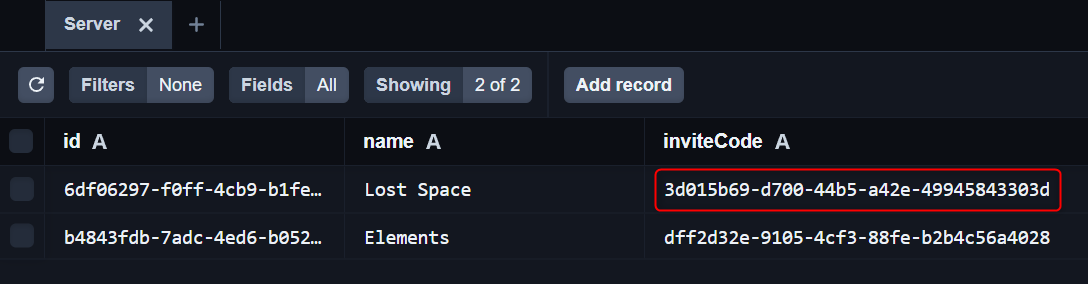 Server × +
Filters None Fields All Showing 2 of 2 Add record
id A name A inviteCode A
6df06297-f0ff-4cb9-b1fe… Lost Space 3d015b69-d700-44b5-a42e-49945843303d
b4843fdb-7adc-4ed6-b052… Elements dff2d32e-9105-4cf3-88fe-b2b4c56a4028